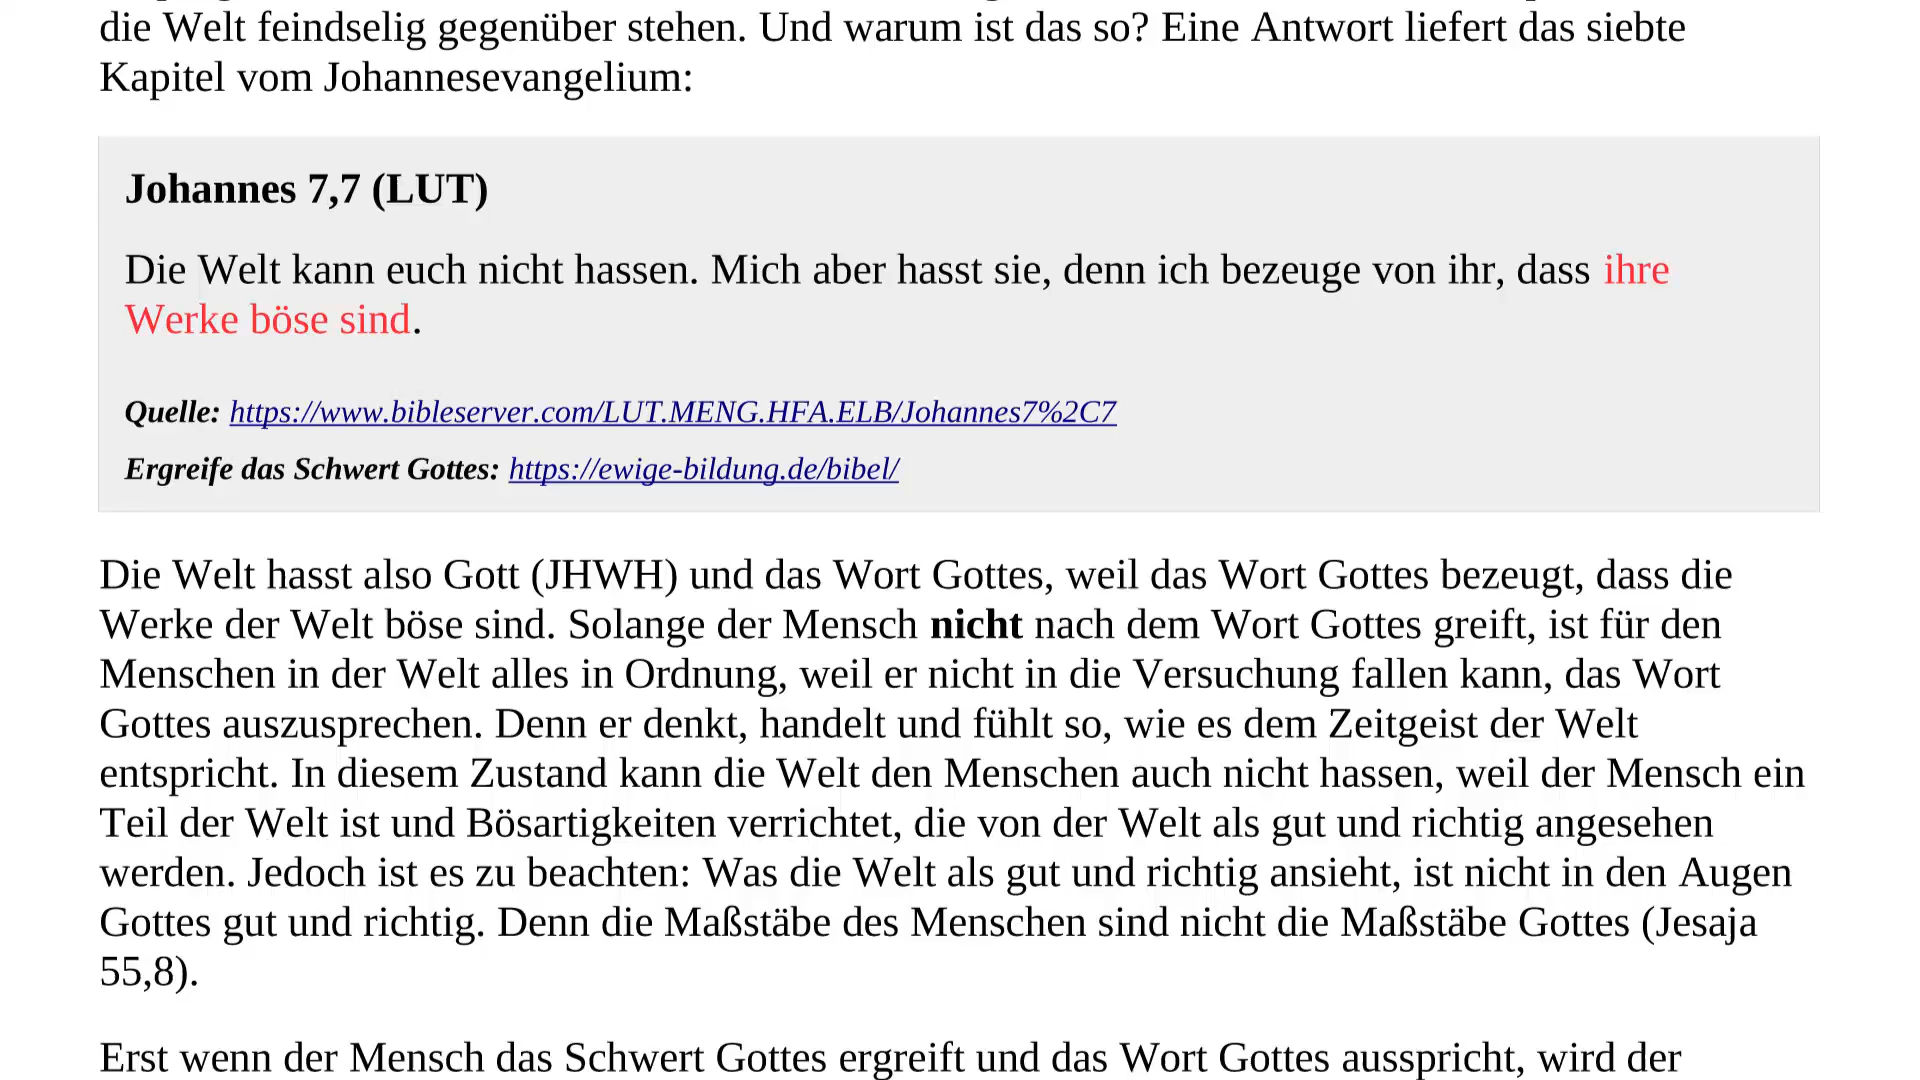 die Welt feindselig gegenüber stehen. Und warum ist das so? Eine Antwort liefert das siebte
Kapitel vom Johannesevangelium:
Johannes 7,7 (LUT)
Die Welt kann euch nicht hassen. Mich aber hasst sie, denn ich bezeuge von ihr, dass ihre
Werke böse sind.
Quelle: https://www.bibleserver.com/LUT.MENG.HFA.ELB/Johannes7%2C7
Ergreife das Schwert Gottes: https://ewige-bildung.de/bibel/
Die Welt hasst also Gott (JHWH) und das Wort Gottes, weil das Wort Gottes bezeugt, dass die
Werke der Welt böse sind. Solange der Mensch nicht nach dem Wort Gottes greift, ist für den
Menschen in der Welt alles in Ordnung, weil er nicht in die Versuchung fallen kann, das Wort
Gottes auszusprechen. Denn er denkt, handelt und fühlt so, wie es dem Zeitgeist der Welt
entspricht. In diesem Zustand kann die Welt den Menschen auch nicht hassen, weil der Mensch ein
Teil der Welt ist und Bösartigkeiten verrichtet, die von der Welt als gut und richtig angesehen
werden. Jedoch ist es zu beachten: Was die Welt als gut und richtig ansieht, ist nicht in den Augen
Gottes gut und richtig. Denn die Maßstäbe des Menschen sind nicht die Maßstäbe Gottes (Jesaja
55,8).
Erst wenn der Mensch das Schwert Gottes ergreift und das Wort Gottes ausspricht, wird der